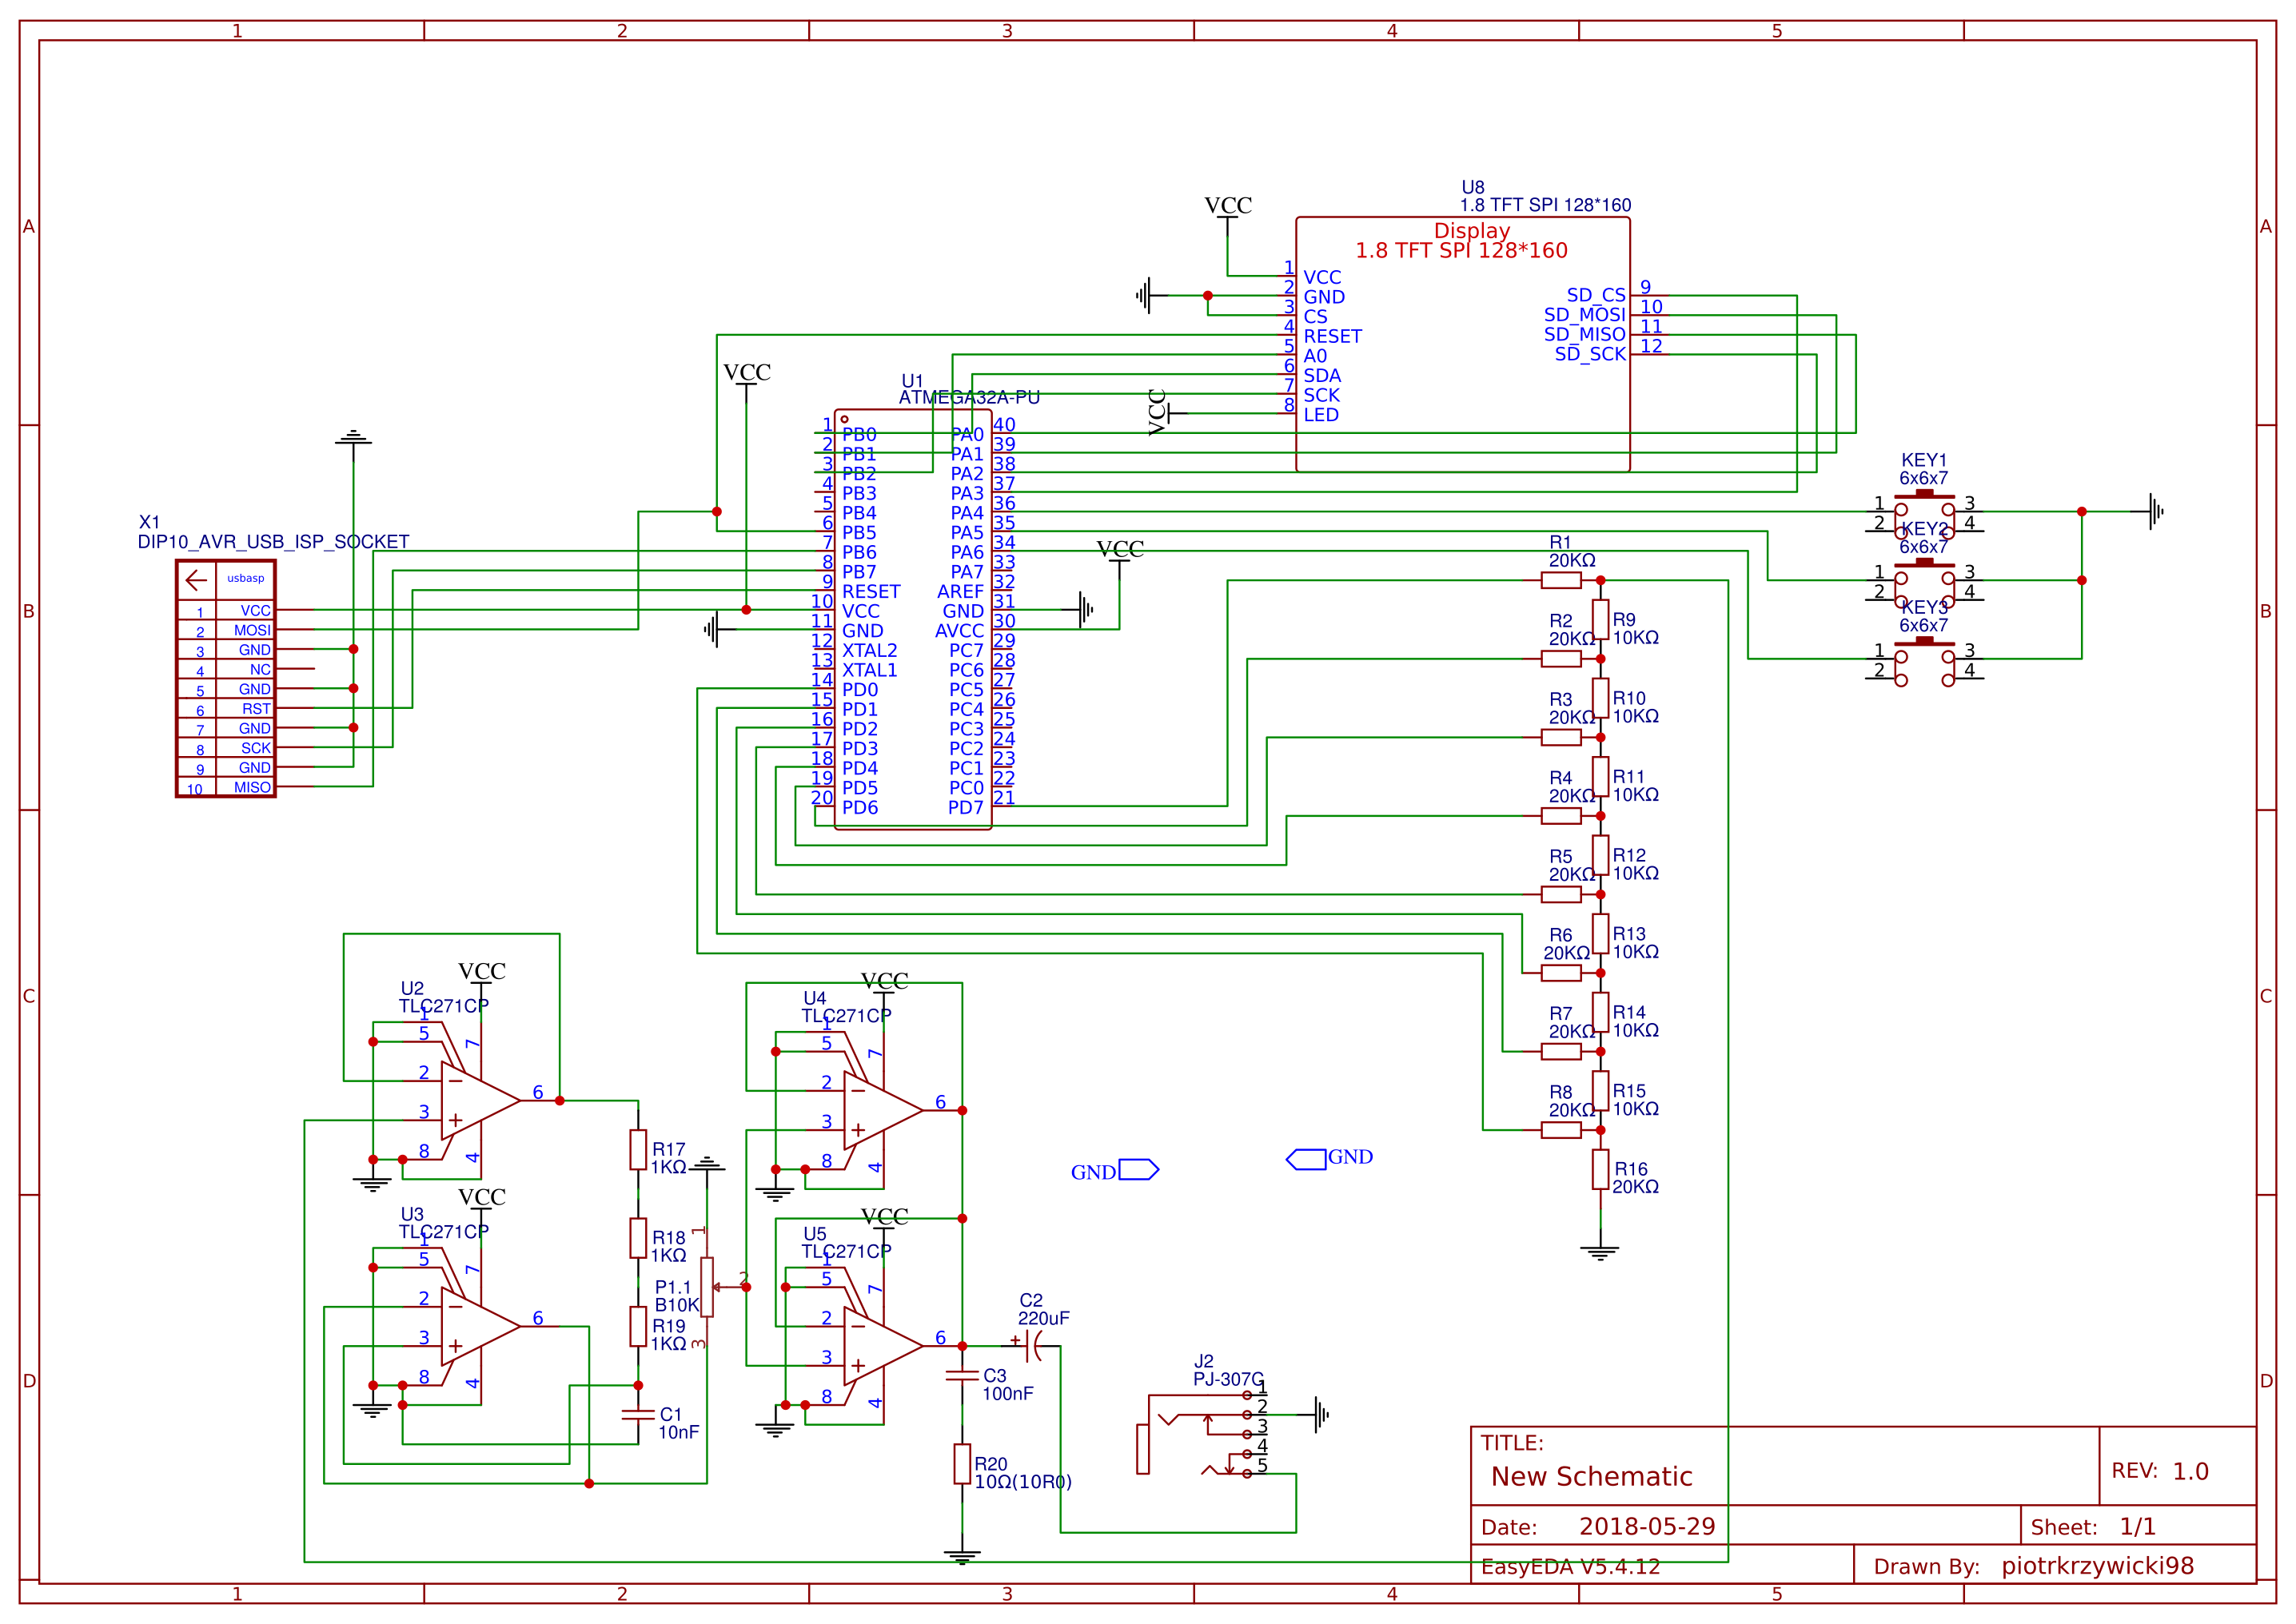 1 2 3 4 5
A
A
U8
1.8 TFT SPI 128*160
VCC
Display
1.8 TFT SPI 128*160
1 VCC
2 GND
3 CS
4 RESET
5 A0
6 SDA
7 SCK
8 LED
SD_CS 9
SD_MOSI 10
SD_MISO 11
SD_SCK 12
VCC
VCC
U1
ATMEGA32A-PU
1 PB0 PA0 40
2 PB1 PA1 39
3 PB2 PA2 38
4 PB3 PA3 37
5 PB4 PA4 36
6 PB5 PA5 35
7 PB6 PA6 34
8 PB7 PA7 33
9 RESET AREF 32
10 VCC GND 31
11 GND AVCC 30
12 XTAL2 PC7 29
13 XTAL1 PC6 28
14 PD0 PC5 27
15 PD1 PC4 26
16 PD2 PC3 25
17 PD3 PC2 24
18 PD4 PC1 23
19 PD5 PC0 22
20 PD6 PD7 21
VCC
KEY1
6x6x7
1 3
2 4
KEY2
6x6x7
1 3
2 4
KEY3
6x6x7
1 3
2 4
B
B
X1
DIP10_AVR_USB_ISP_SOCKET
usbasp
1 VCC
2 MOSI
3 GND
4 NC
5 GND
6 RST
7 GND
8 SCK
9 GND
10 MISO
R1
20KΩ
R2
20KΩ
R9
10KΩ
R3
20KΩ
R10
10KΩ
R4
20KΩ
R11
10KΩ
R5
20KΩ
R12
10KΩ
R6
20KΩ
R13
10KΩ
R7
20KΩ
R14
10KΩ
R8
20KΩ
R15
10KΩ
R16
20KΩ
C
C
VCC
U2
TLC271CP
1
5
7
2
6
3
8
4
VCC
U4
TLC271CP
1
5
7
2
6
3
8
4
GND
GND
R17
1KΩ
R18
1KΩ
R19
1KΩ
P1.1
B10K
1
2
3
VCC
U3
TLC271CP
1
5
7
2
6
3
8
4
C1
10nF
VCC
U5
TLC271CP
1
5
7
2
6
3
8
4
C2
220uF
+
C3
100nF
R20
10Ω(10R0)
J2
PJ-307C
1
2
3
4
5
D
D
TITLE:
New Schematic
REV: 1.0
Date: 2018-05-29
Sheet: 1/1
EasyEDA V5.4.12
Drawn By: piotrkrzywicki98
1 2 3 4 5